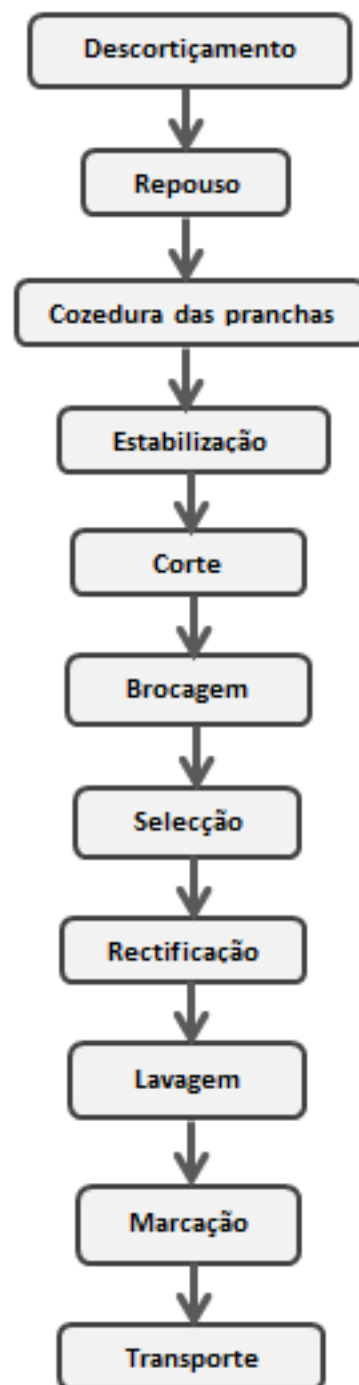 Descortiçamento
Repouso
Cozedura das pranchas
Estabilização
Corte
Brocagem
Selecção
Rectificação
Lavagem
Marcação
Transporte